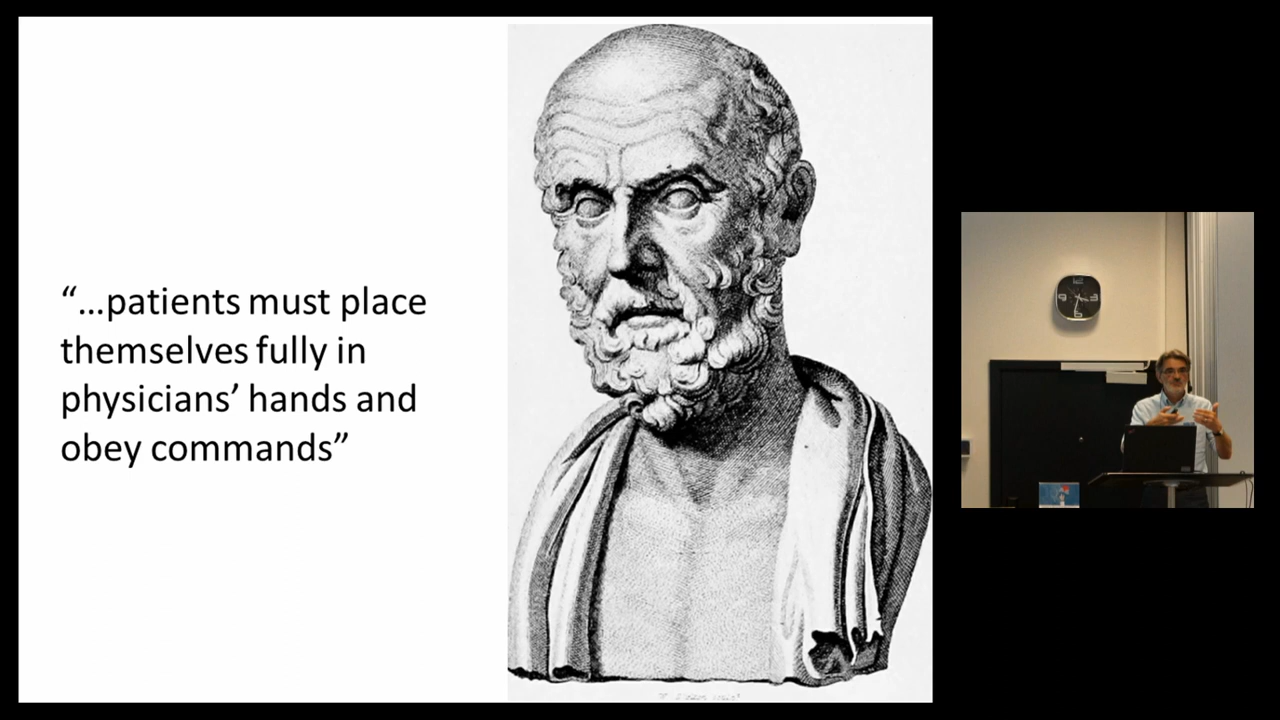 “…patients must place
themselves fully in
physicians’ hands and
obey commands”